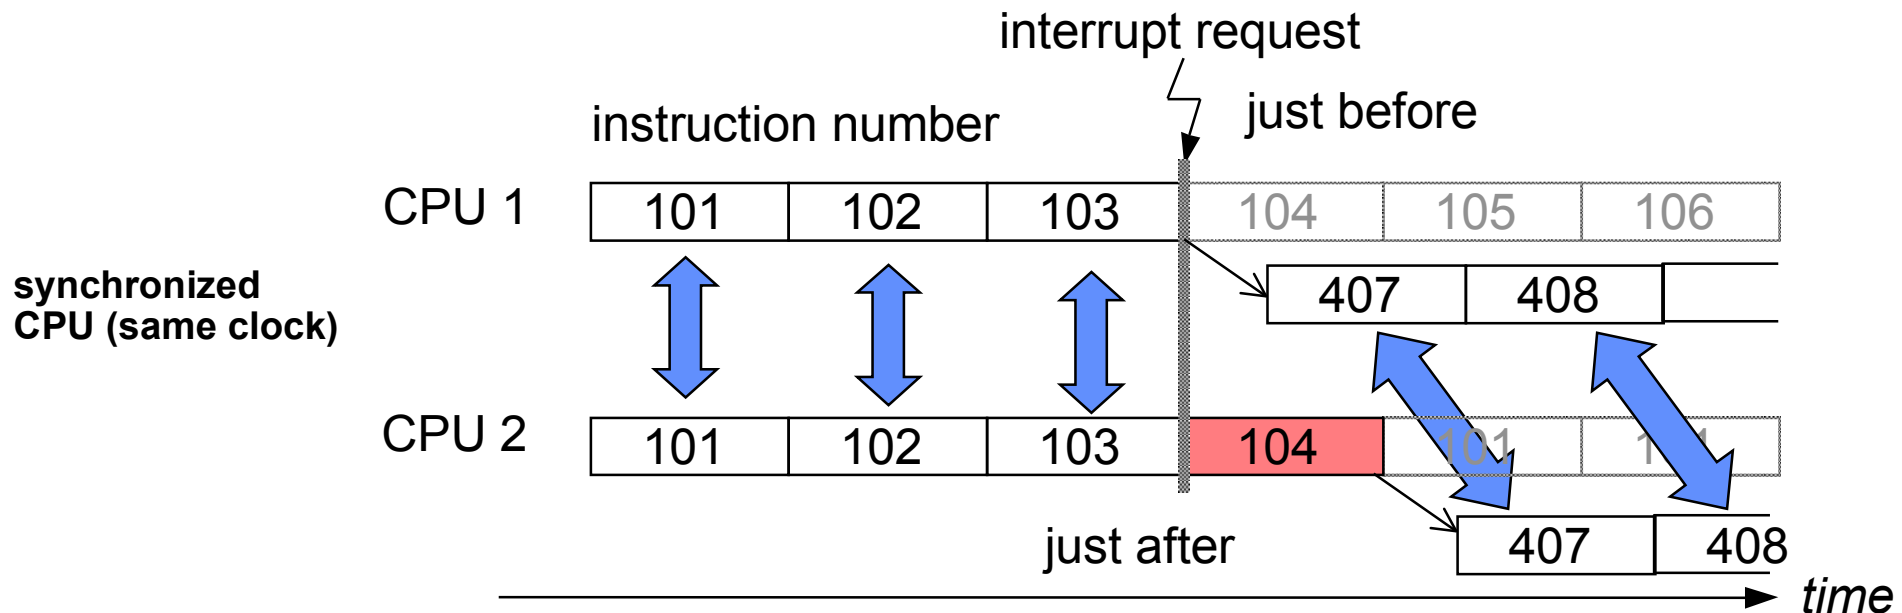 interrupt request
instruction number
just before
CPU 1
101 102 103 104 105 106
synchronized
CPU (same clock)
407 408
CPU 2
101 102 103 104 101
just after
407 408
time